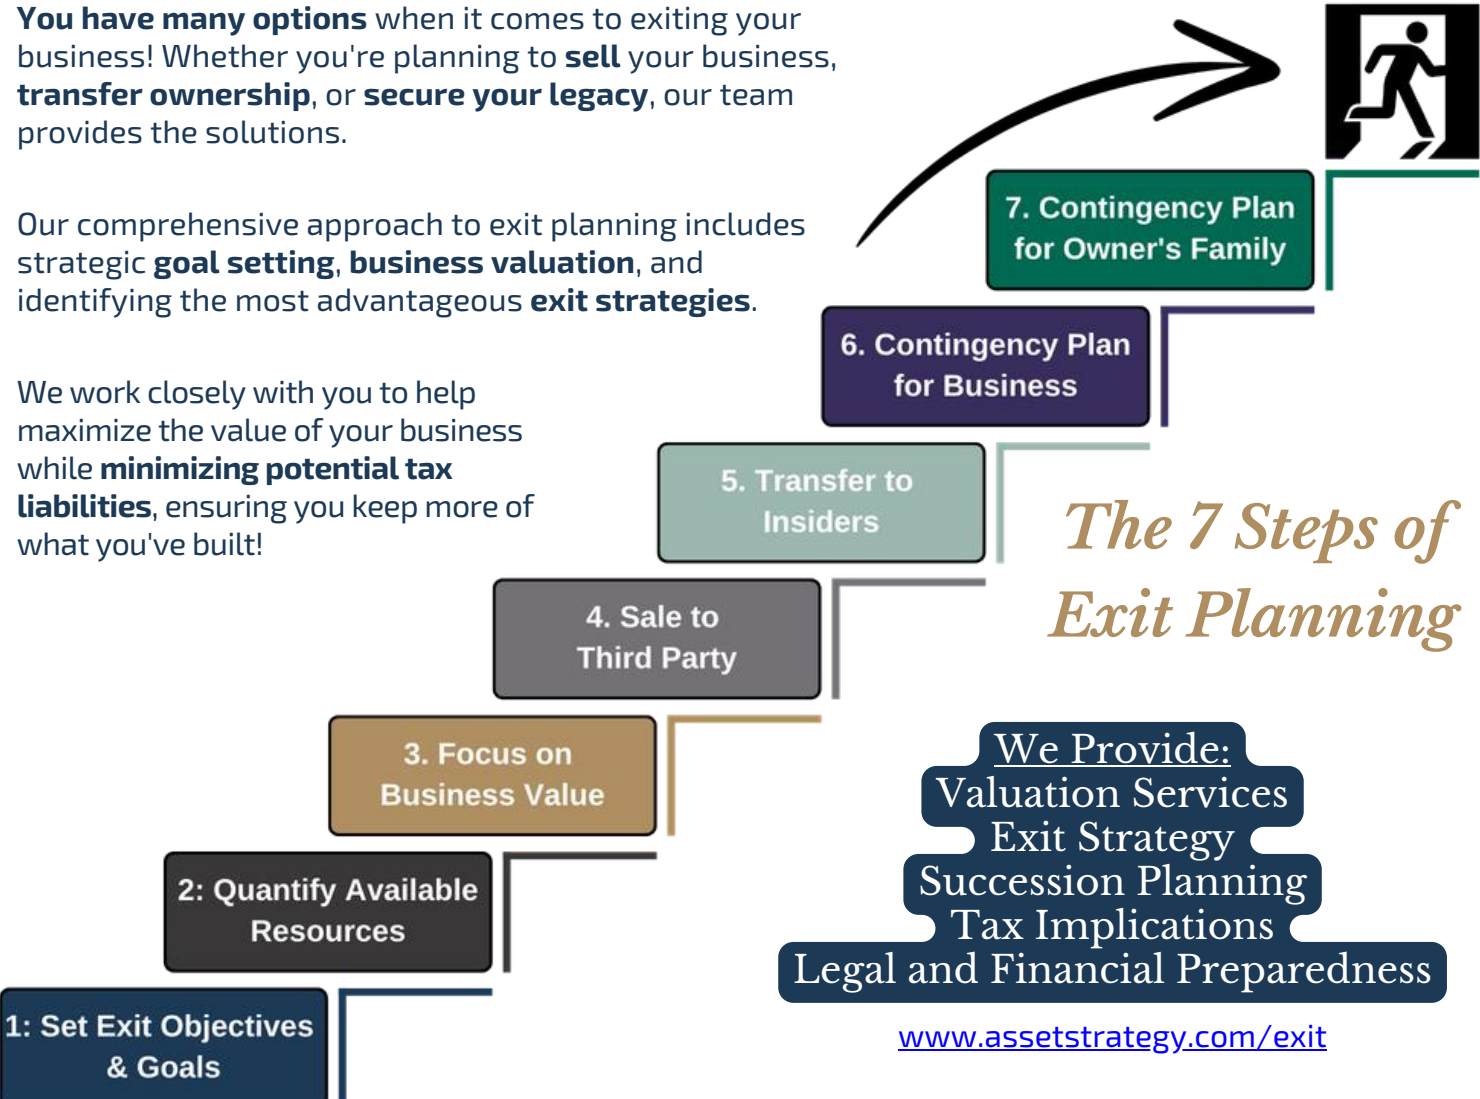 You have many options when it comes to exiting your
business! Whether you're planning to sell your business,
transfer ownership, or secure your legacy, our team
provides the solutions.
Our comprehensive approach to exit planning includes
strategic goal setting, business valuation, and
identifying the most advantageous exit strategies.
We work closely with you to help
maximize the value of your business
while minimizing potential tax
liabilities, ensuring you keep more of
what you've built!
7. Contingency Plan
for Owner's Family
6. Contingency Plan
for Business
5. Transfer to
Insiders
4. Sale to
Third Party
3. Focus on
Business Value
2: Quantify Available
Resources
1: Set Exit Objectives
& Goals
The 7 Steps of
Exit Planning
We Provide:
Valuation Services
Exit Strategy
Succession Planning
Tax Implications
Legal and Financial Preparedness
www.assetstrategy.com/exit